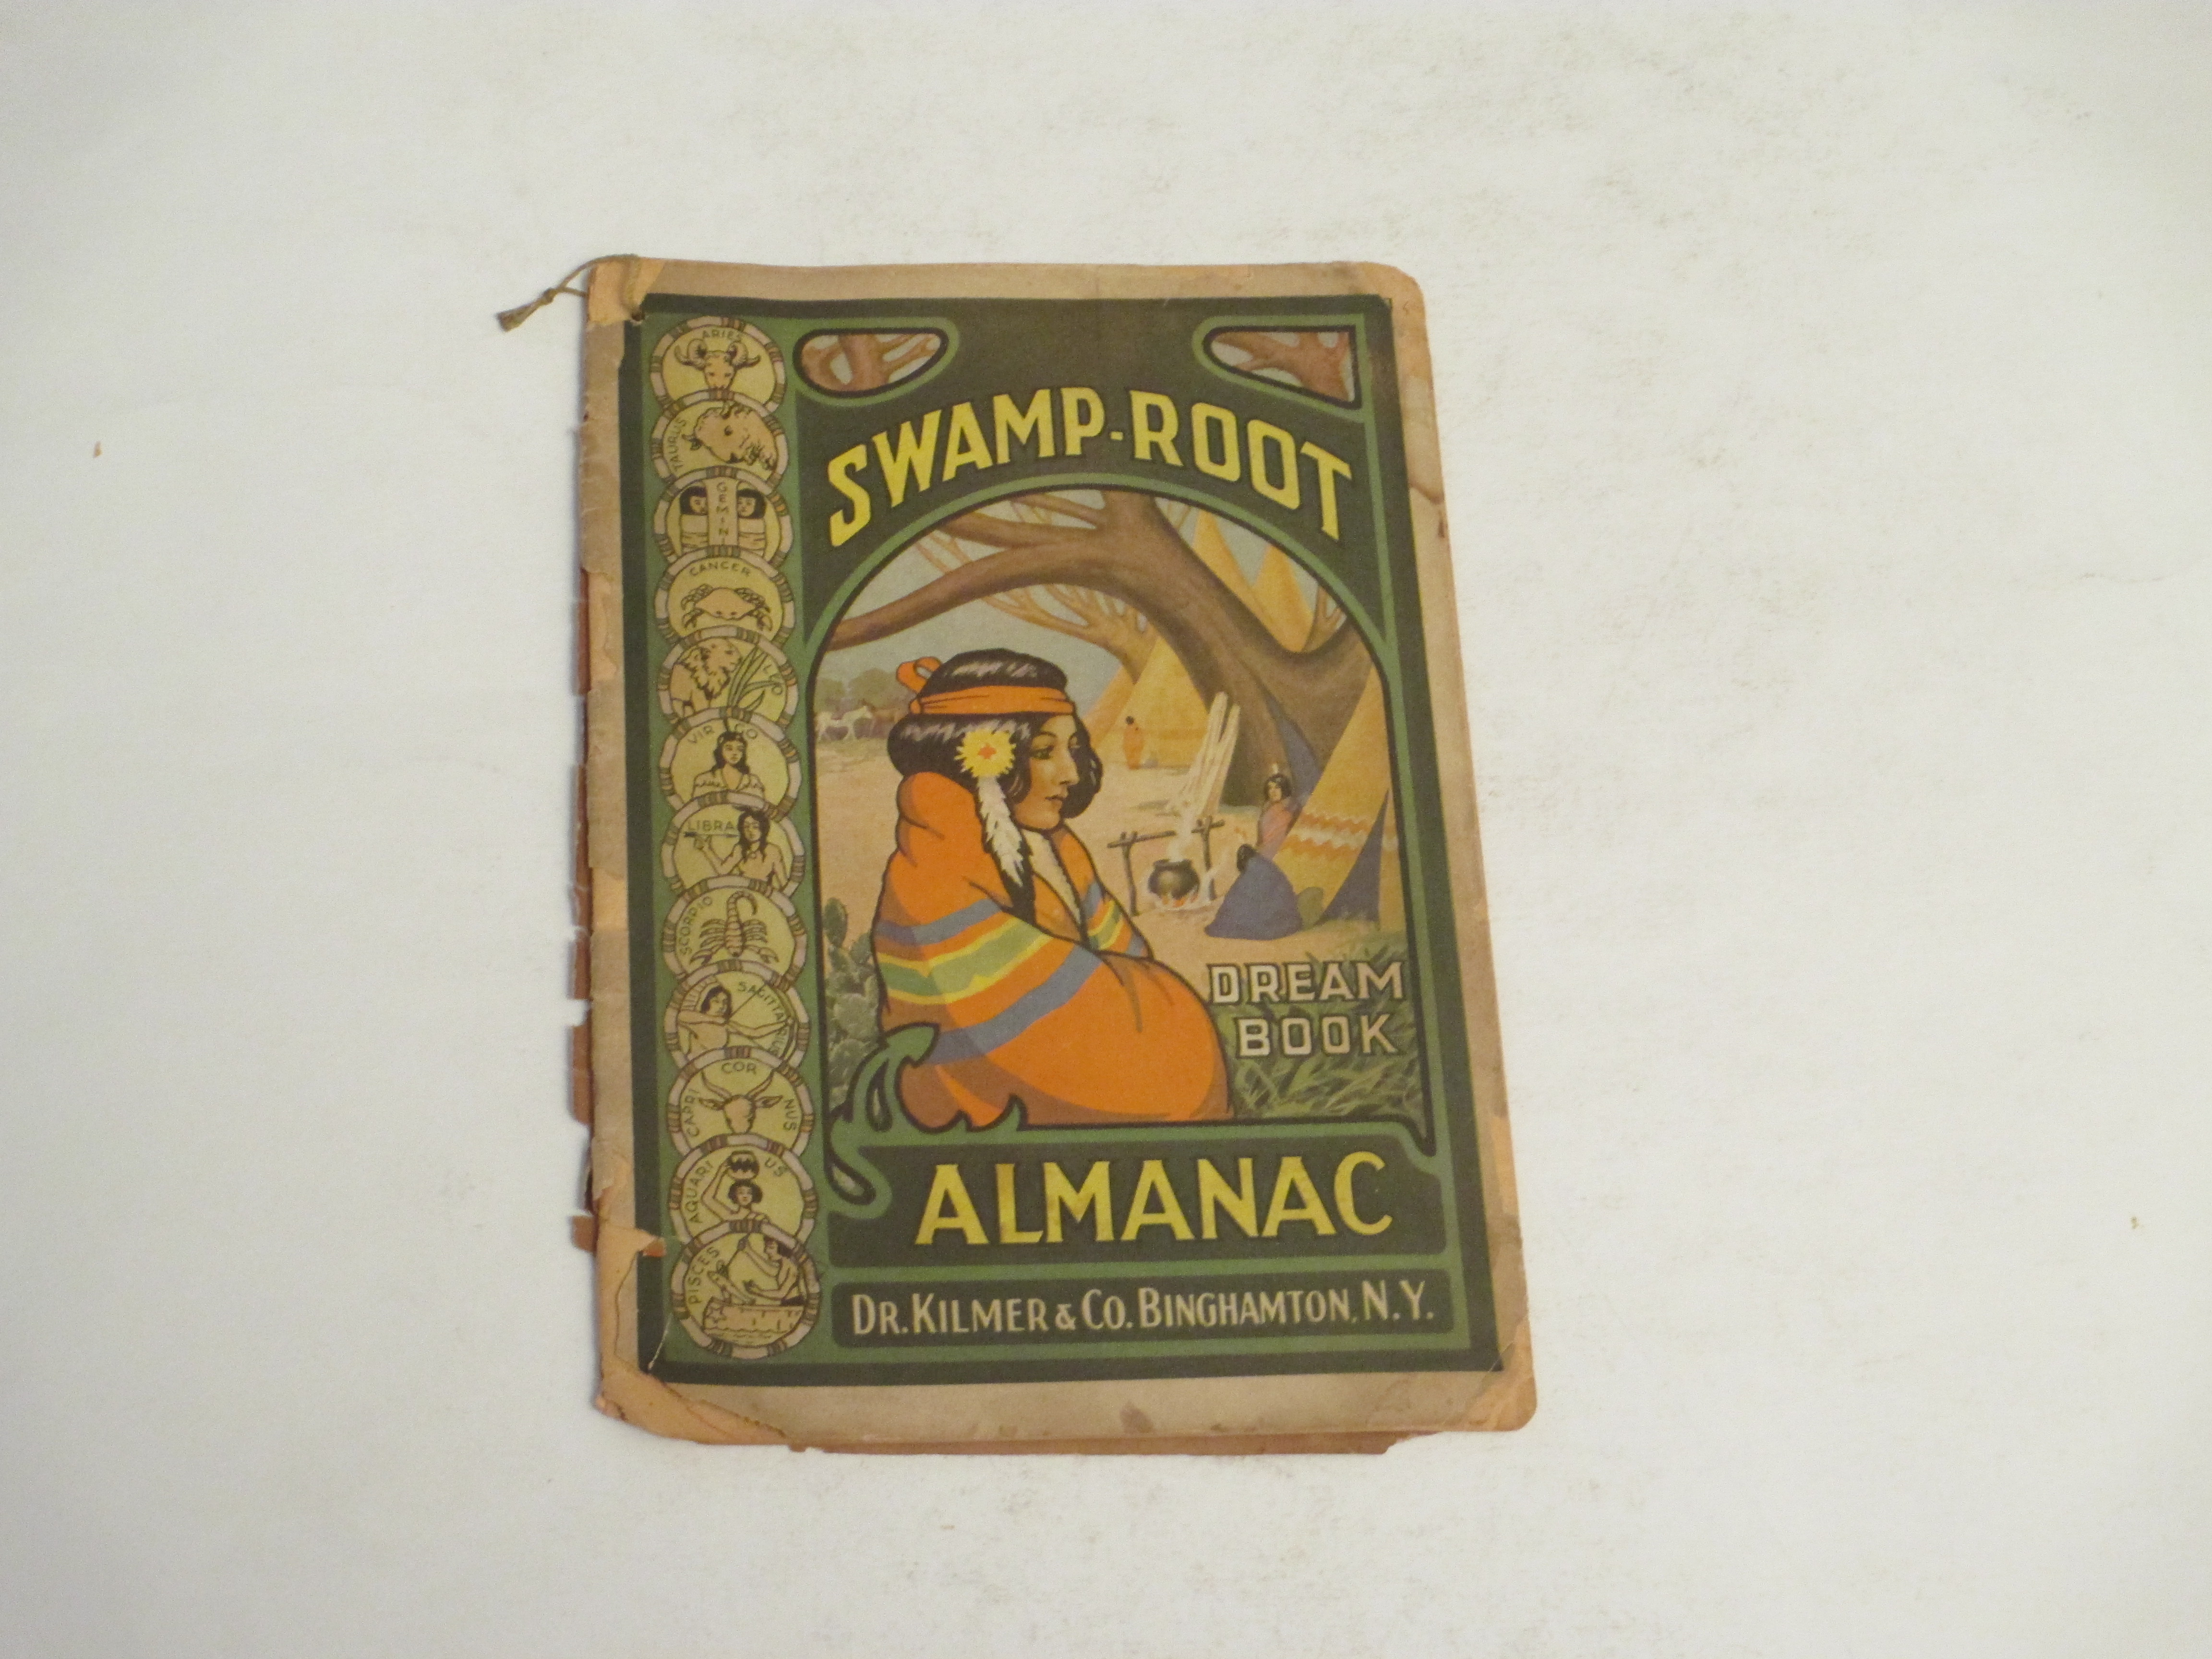 SWAMP-ROOT
DREAM
BOOK
ALMANAC
DR. KILMER & CO. BINGHAMTON, N.Y.
ARIES
TAURUS
GEMINI
CANCER
LEO
VIRGO
LIBRA
SCORPIO
SAGITTARIUS
CAPRICORNUS
AQUARIUS
PISCES